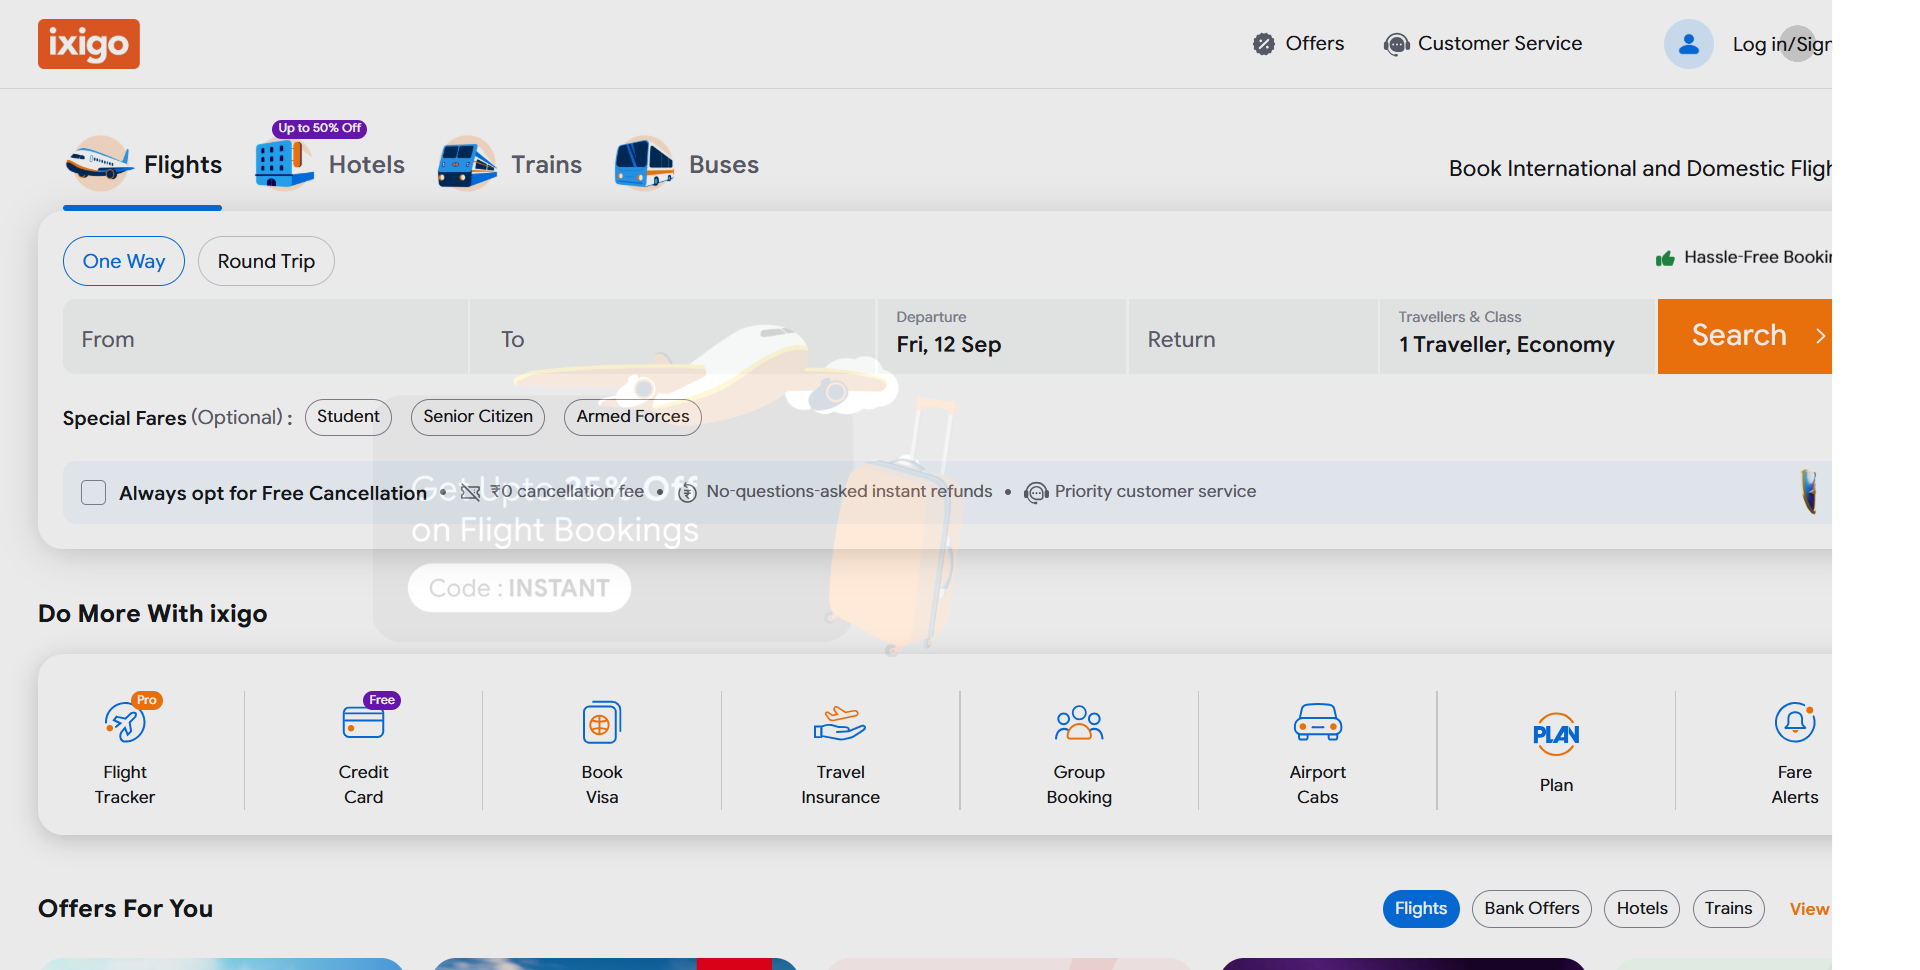 ixigo
Offers
Customer Service
Log in/Sign
Up to 50% Off
Flights
Hotels
Trains
Buses
Book International and Domestic Fligh
One Way
Round Trip
Hassle-Free Bookin
From
To
Departure
Fri, 12 Sep
Return
Travellers & Class
1 Traveller, Economy
Search
Special Fares (Optional) :
Student
Senior Citizen
Armed Forces
Always opt for Free Cancellation • ₹0 cancellation fee • No-questions-asked instant refunds • Priority customer service
Get Upto 25% Off
on Flight Bookings
Code : INSTANT
Do More With ixigo
Pro
Flight
Tracker
Free
Credit
Card
Book
Visa
Travel
Insurance
Group
Booking
Airport
Cabs
PLAN
Plan
Fare
Alerts
Offers For You
Flights
Bank Offers
Hotels
Trains
View